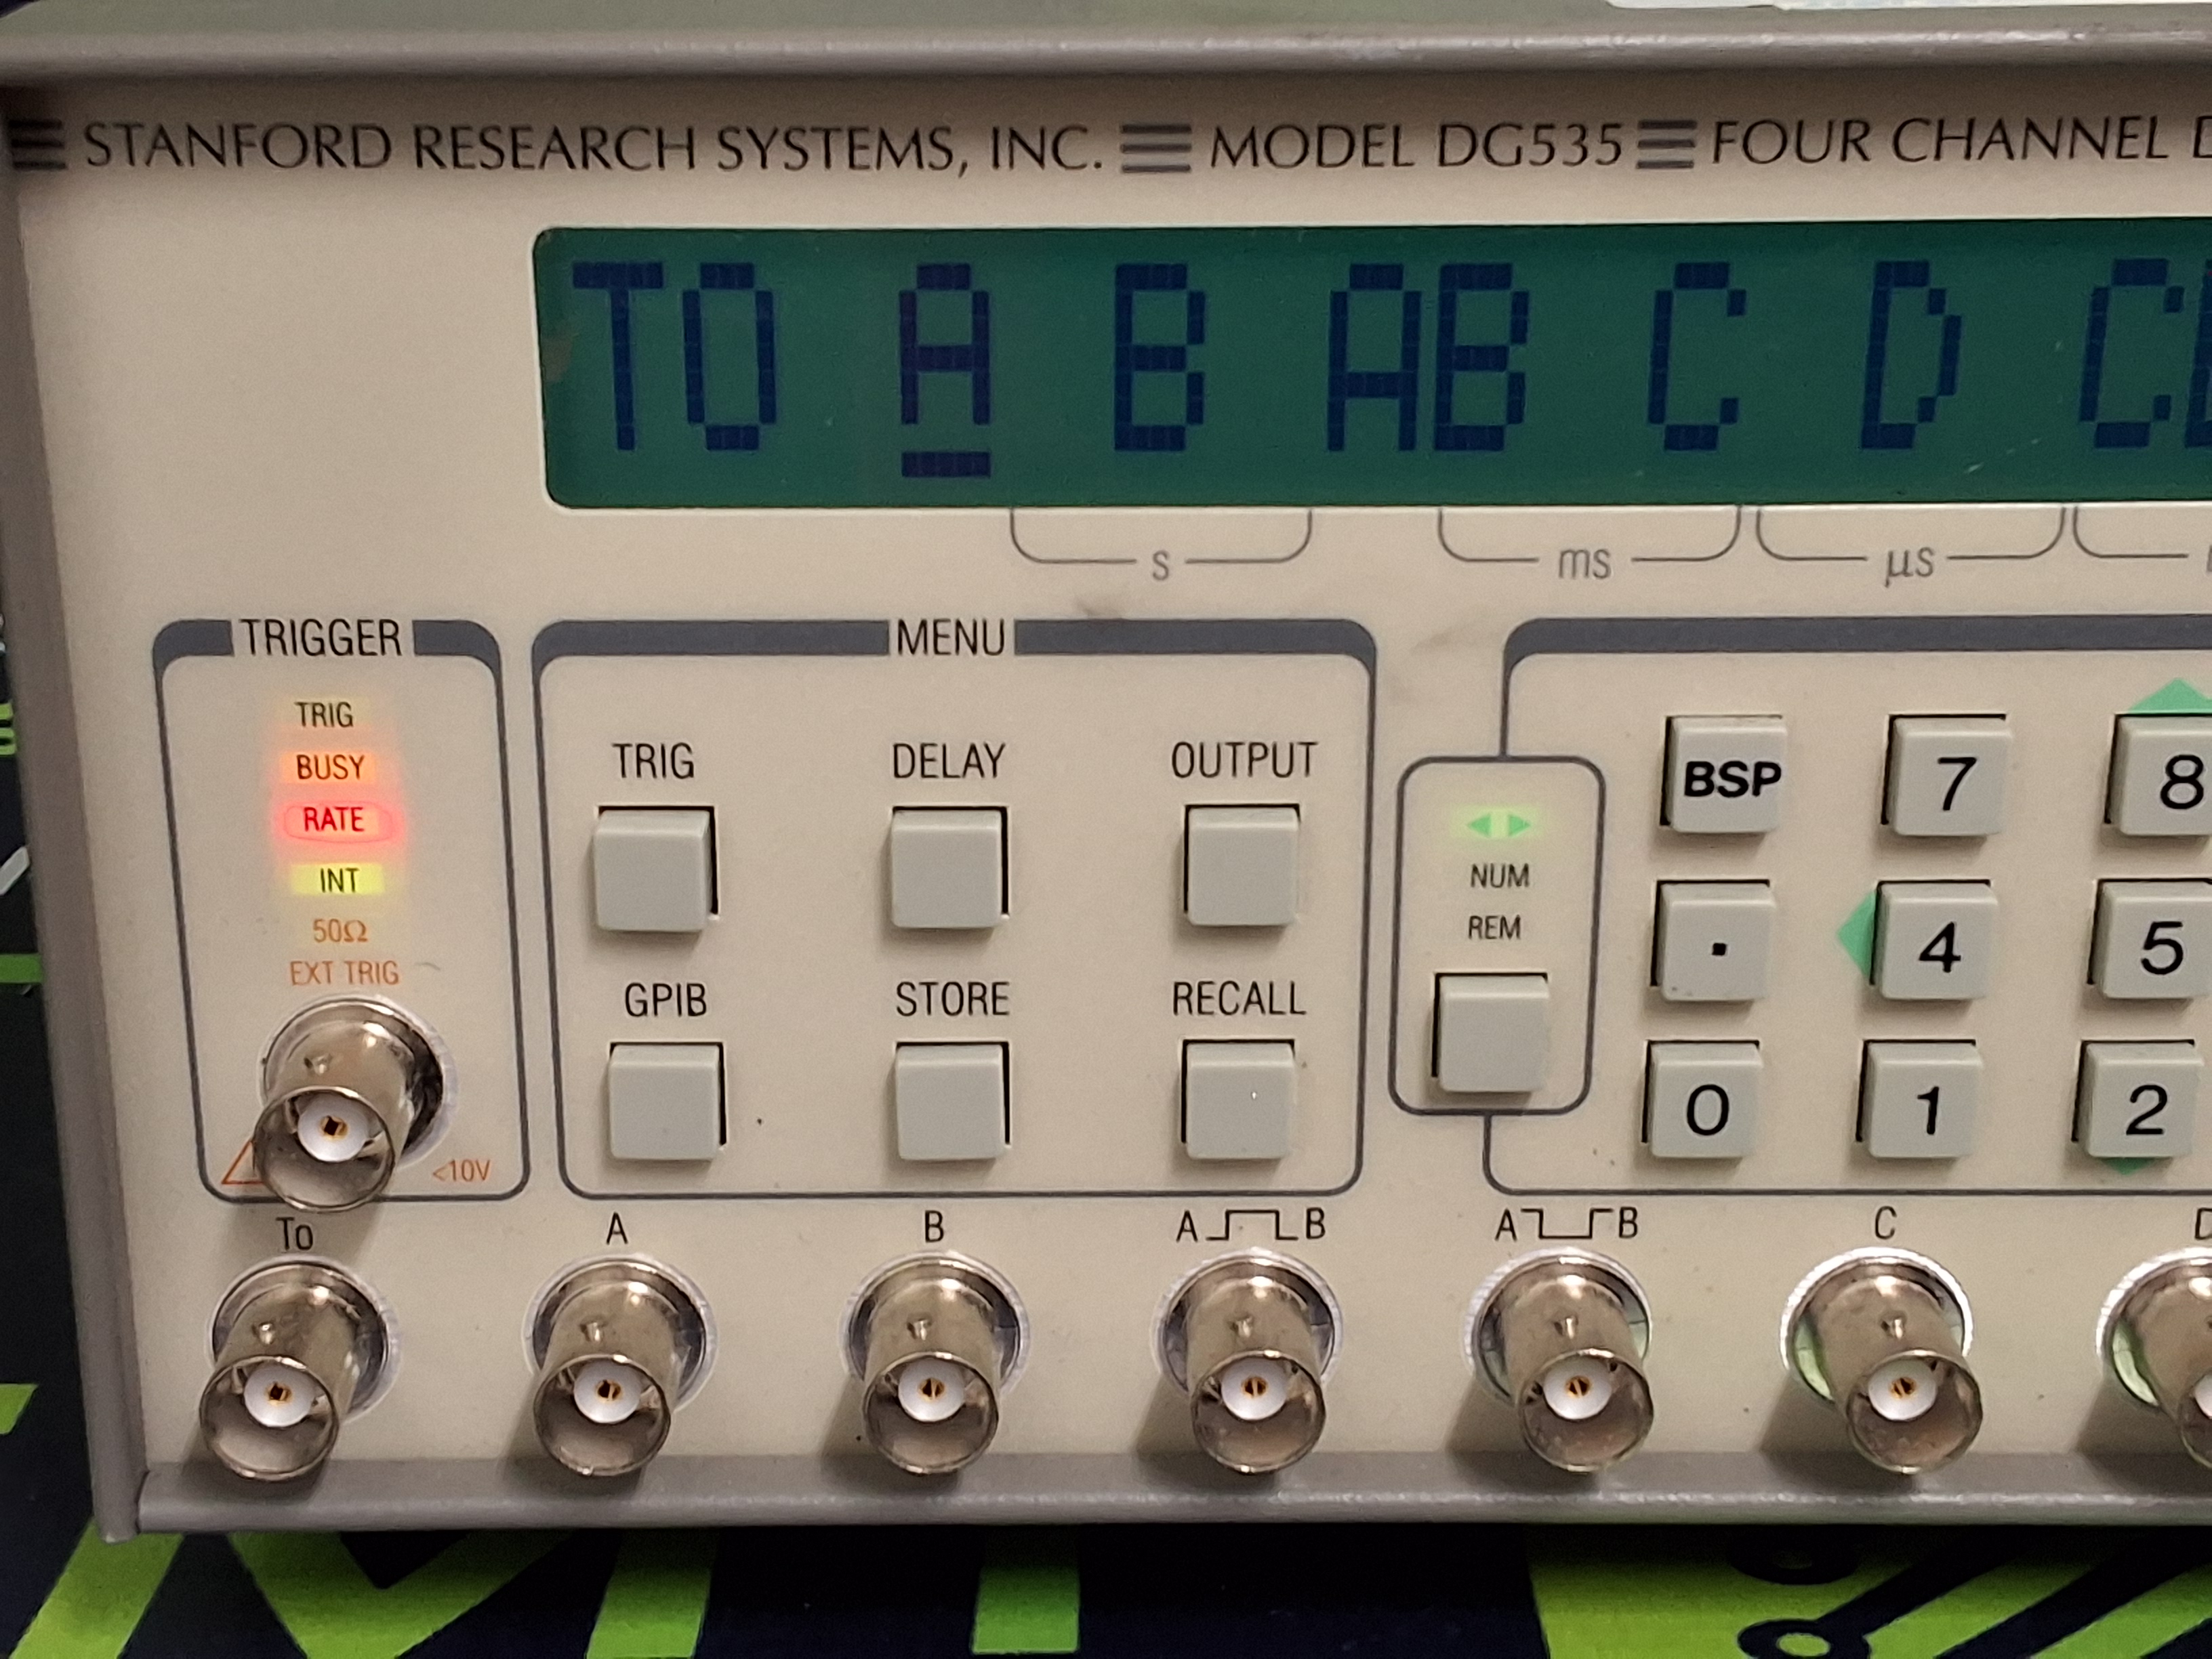 STANFORD RESEARCH SYSTEMS, INC. MODEL DG535 FOUR CHANNEL
TO A B AB C D
s ms µs
TRIGGER MENU
TRIG
BUSY
RATE
INT
50Ω
EXT TRIG
<10V
TRIG DELAY OUTPUT
GPIB STORE RECALL
NUM
REM
BSP 7 8
. 4 5
0 1 2
To A B A B A B C